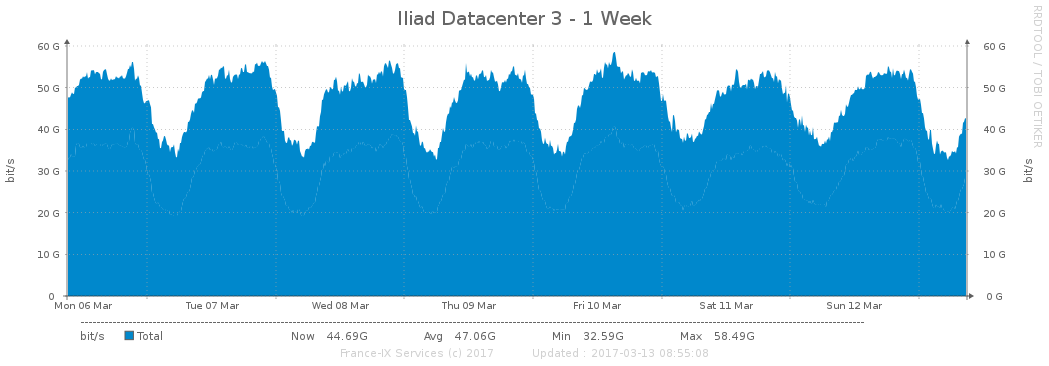 Iliad Datacenter 3 - 1 Week
RRDTOOL / TOBI OETIKER
60 G 60 G
50 G 50 G
40 G 40 G
30 G 30 G
20 G 20 G
10 G 10 G
0 0 G
bit/s bit/s
Mon 06 Mar Tue 07 Mar Wed 08 Mar Thu 09 Mar Fri 10 Mar Sat 11 Mar Sun 12 Mar
bit/s Total Now 44.69G Avg 47.06G Min 32.59G Max 58.49G
France-IX Services (c) 2017 Updated : 2017-03-13 08:55:08